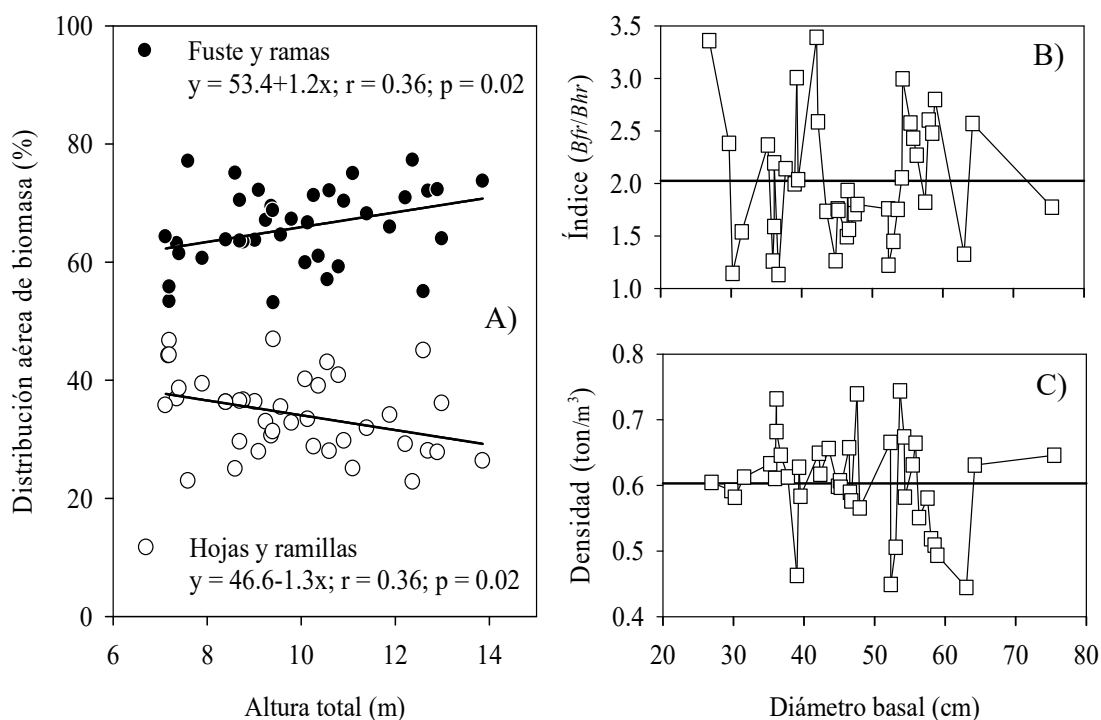 Distribución aérea de biomasa (%)
100
80
60
40
20
0
Fuste y ramas
y = 53.4+1.2x; r = 0.36; p = 0.02
A)
Hojas y ramillas
y = 46.6-1.3x; r = 0.36; p = 0.02
6 8 10 12 14
Altura total (m)
Índice (Bfr/Bhr)
3.5
3.0
2.5
2.0
1.5
1.0
B)
Densidad (ton/m³)
0.8
0.7
0.6
0.5
0.4
C)
20 30 40 50 60 70 80
Diámetro basal (cm)